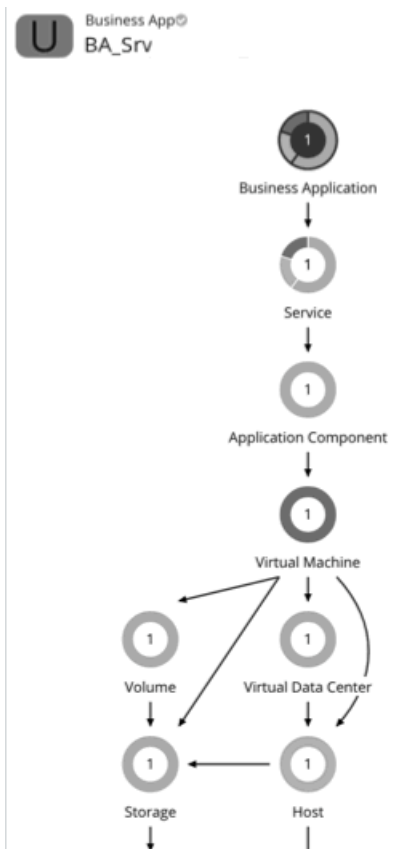 U
Business App
BA_Srv
1
Business Application
1
Service
1
Application Component
1
Virtual Machine
1
1
Volume
Virtual Data Center
1
1
Storage
Host